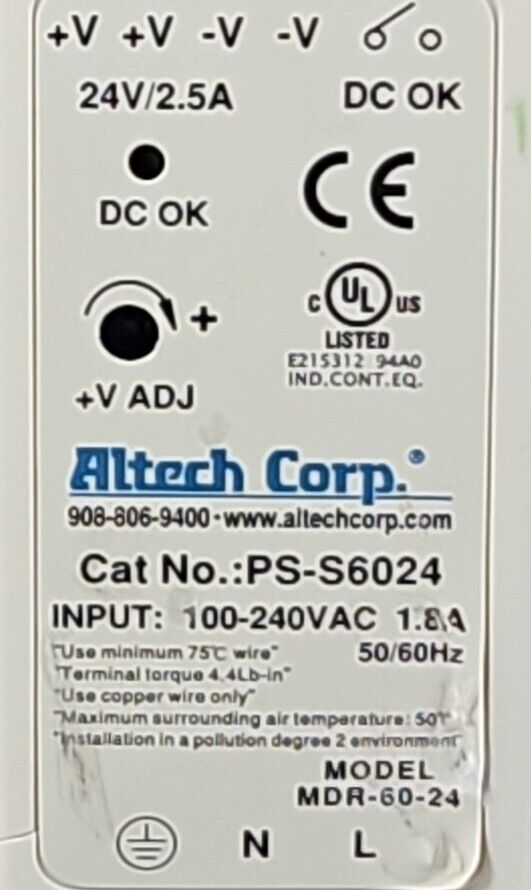 +V +V -V -V
24V/2.5A DC OK
DC OK
CE
C UL US
LISTED
E215312 94A0
IND.CONT.EQ.
+
+V ADJ
Altech Corp.®
908-806-9400·www.altechcorp.com
Cat No.:PS-S6024
INPUT: 100-240VAC 1.8A
50/60Hz
"Use minimum 75℃ wire"
"Terminal torque 4.4Lb-in"
"Use copper wire only"
"Maximum surrounding air temperature: 50℃
"Installation in a pollution degree 2 environment"
MODEL
MDR-60-24
N L